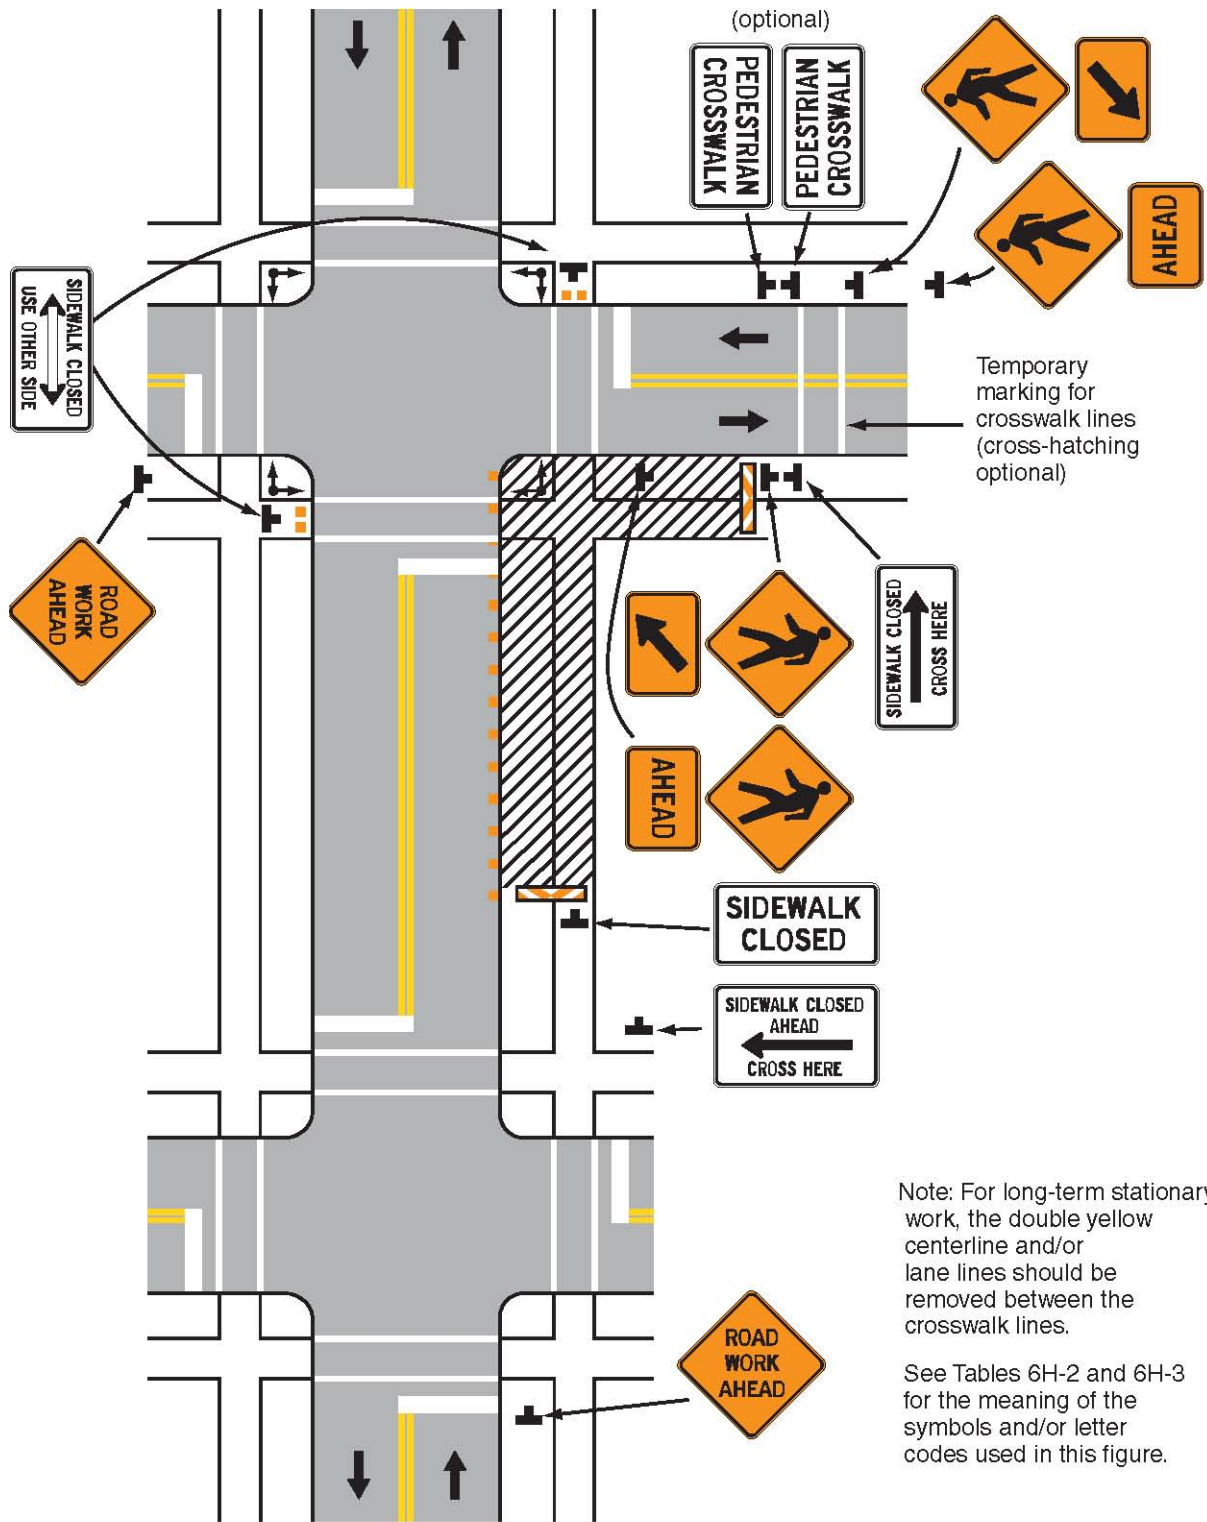 (optional)
PEDESTRIAN
CROSSWALK
PEDESTRIAN
CROSSWALK
AHEAD
SIDEWALK CLOSED
USE OTHER SIDE
Temporary
marking for
crosswalk lines
(cross-hatching
optional)
ROAD
WORK
AHEAD
SIDEWALK CLOSED
CROSS HERE
AHEAD
SIDEWALK
CLOSED
SIDEWALK CLOSED
AHEAD
CROSS HERE
Note: For long-term stationary
work, the double yellow
centerline and/or
lane lines should be
removed between the
crosswalk lines.
ROAD
WORK
AHEAD
See Tables 6H-2 and 6H-3
for the meaning of the
symbols and/or letter
codes used in this figure.